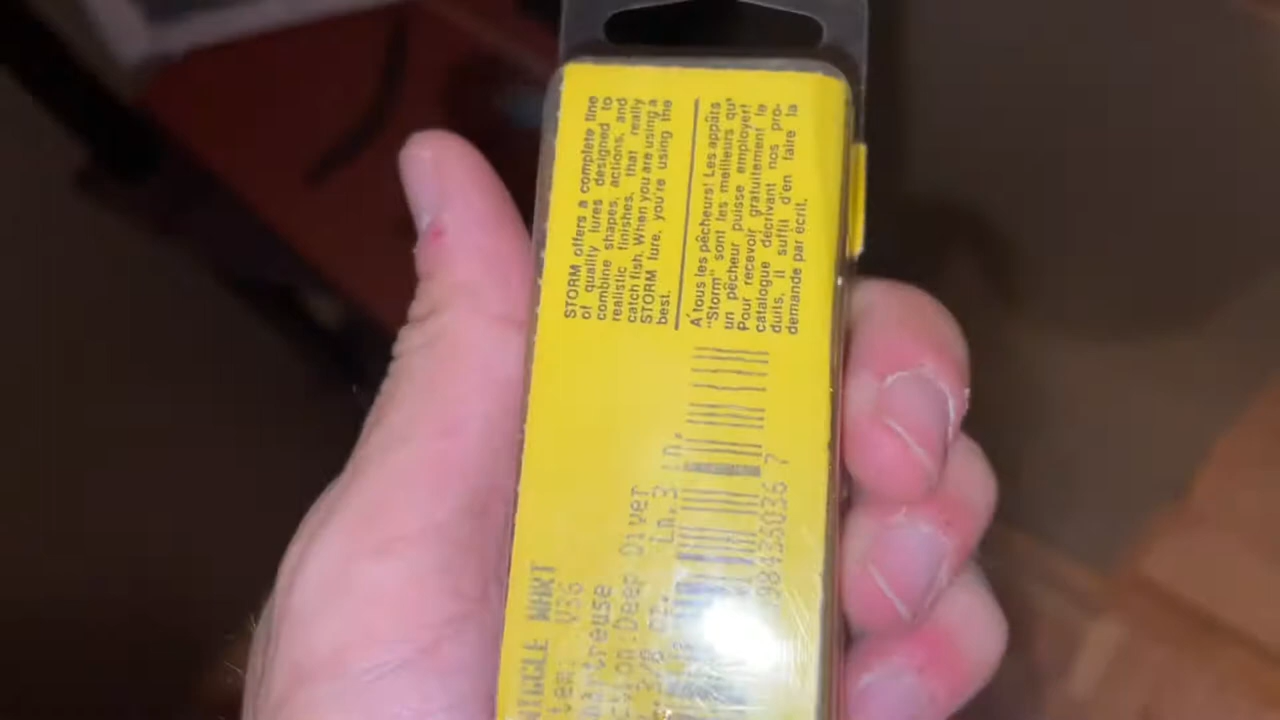 STORM offers a complete line
of quality lures designed to
combine shapes, actions, and
realistic finishes, that really
catch fish. When you are using a
STORM lure, you're using the
best.
À tous les pêcheurs! Les appâts
"Storm" sont les meilleurs qu'
un pêcheur puisse employer!
Pour recevoir gratuitement le
catalogue décrivant nos pro-
duits, il suffit d'en faire la
demande par écrit.
WIGGLE WART
V36
Chartreuse
Deep Diver
3/8
Ln. 3 in.
98435036 7